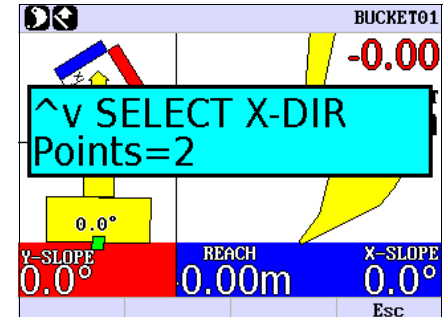 BUCKET01
-0.00
^v SELECT X-DIR
Points=2
0.0°
Y-SLOPE
0.0°
REACH
-0.00m
X-SLOPE
0.0°
Esc